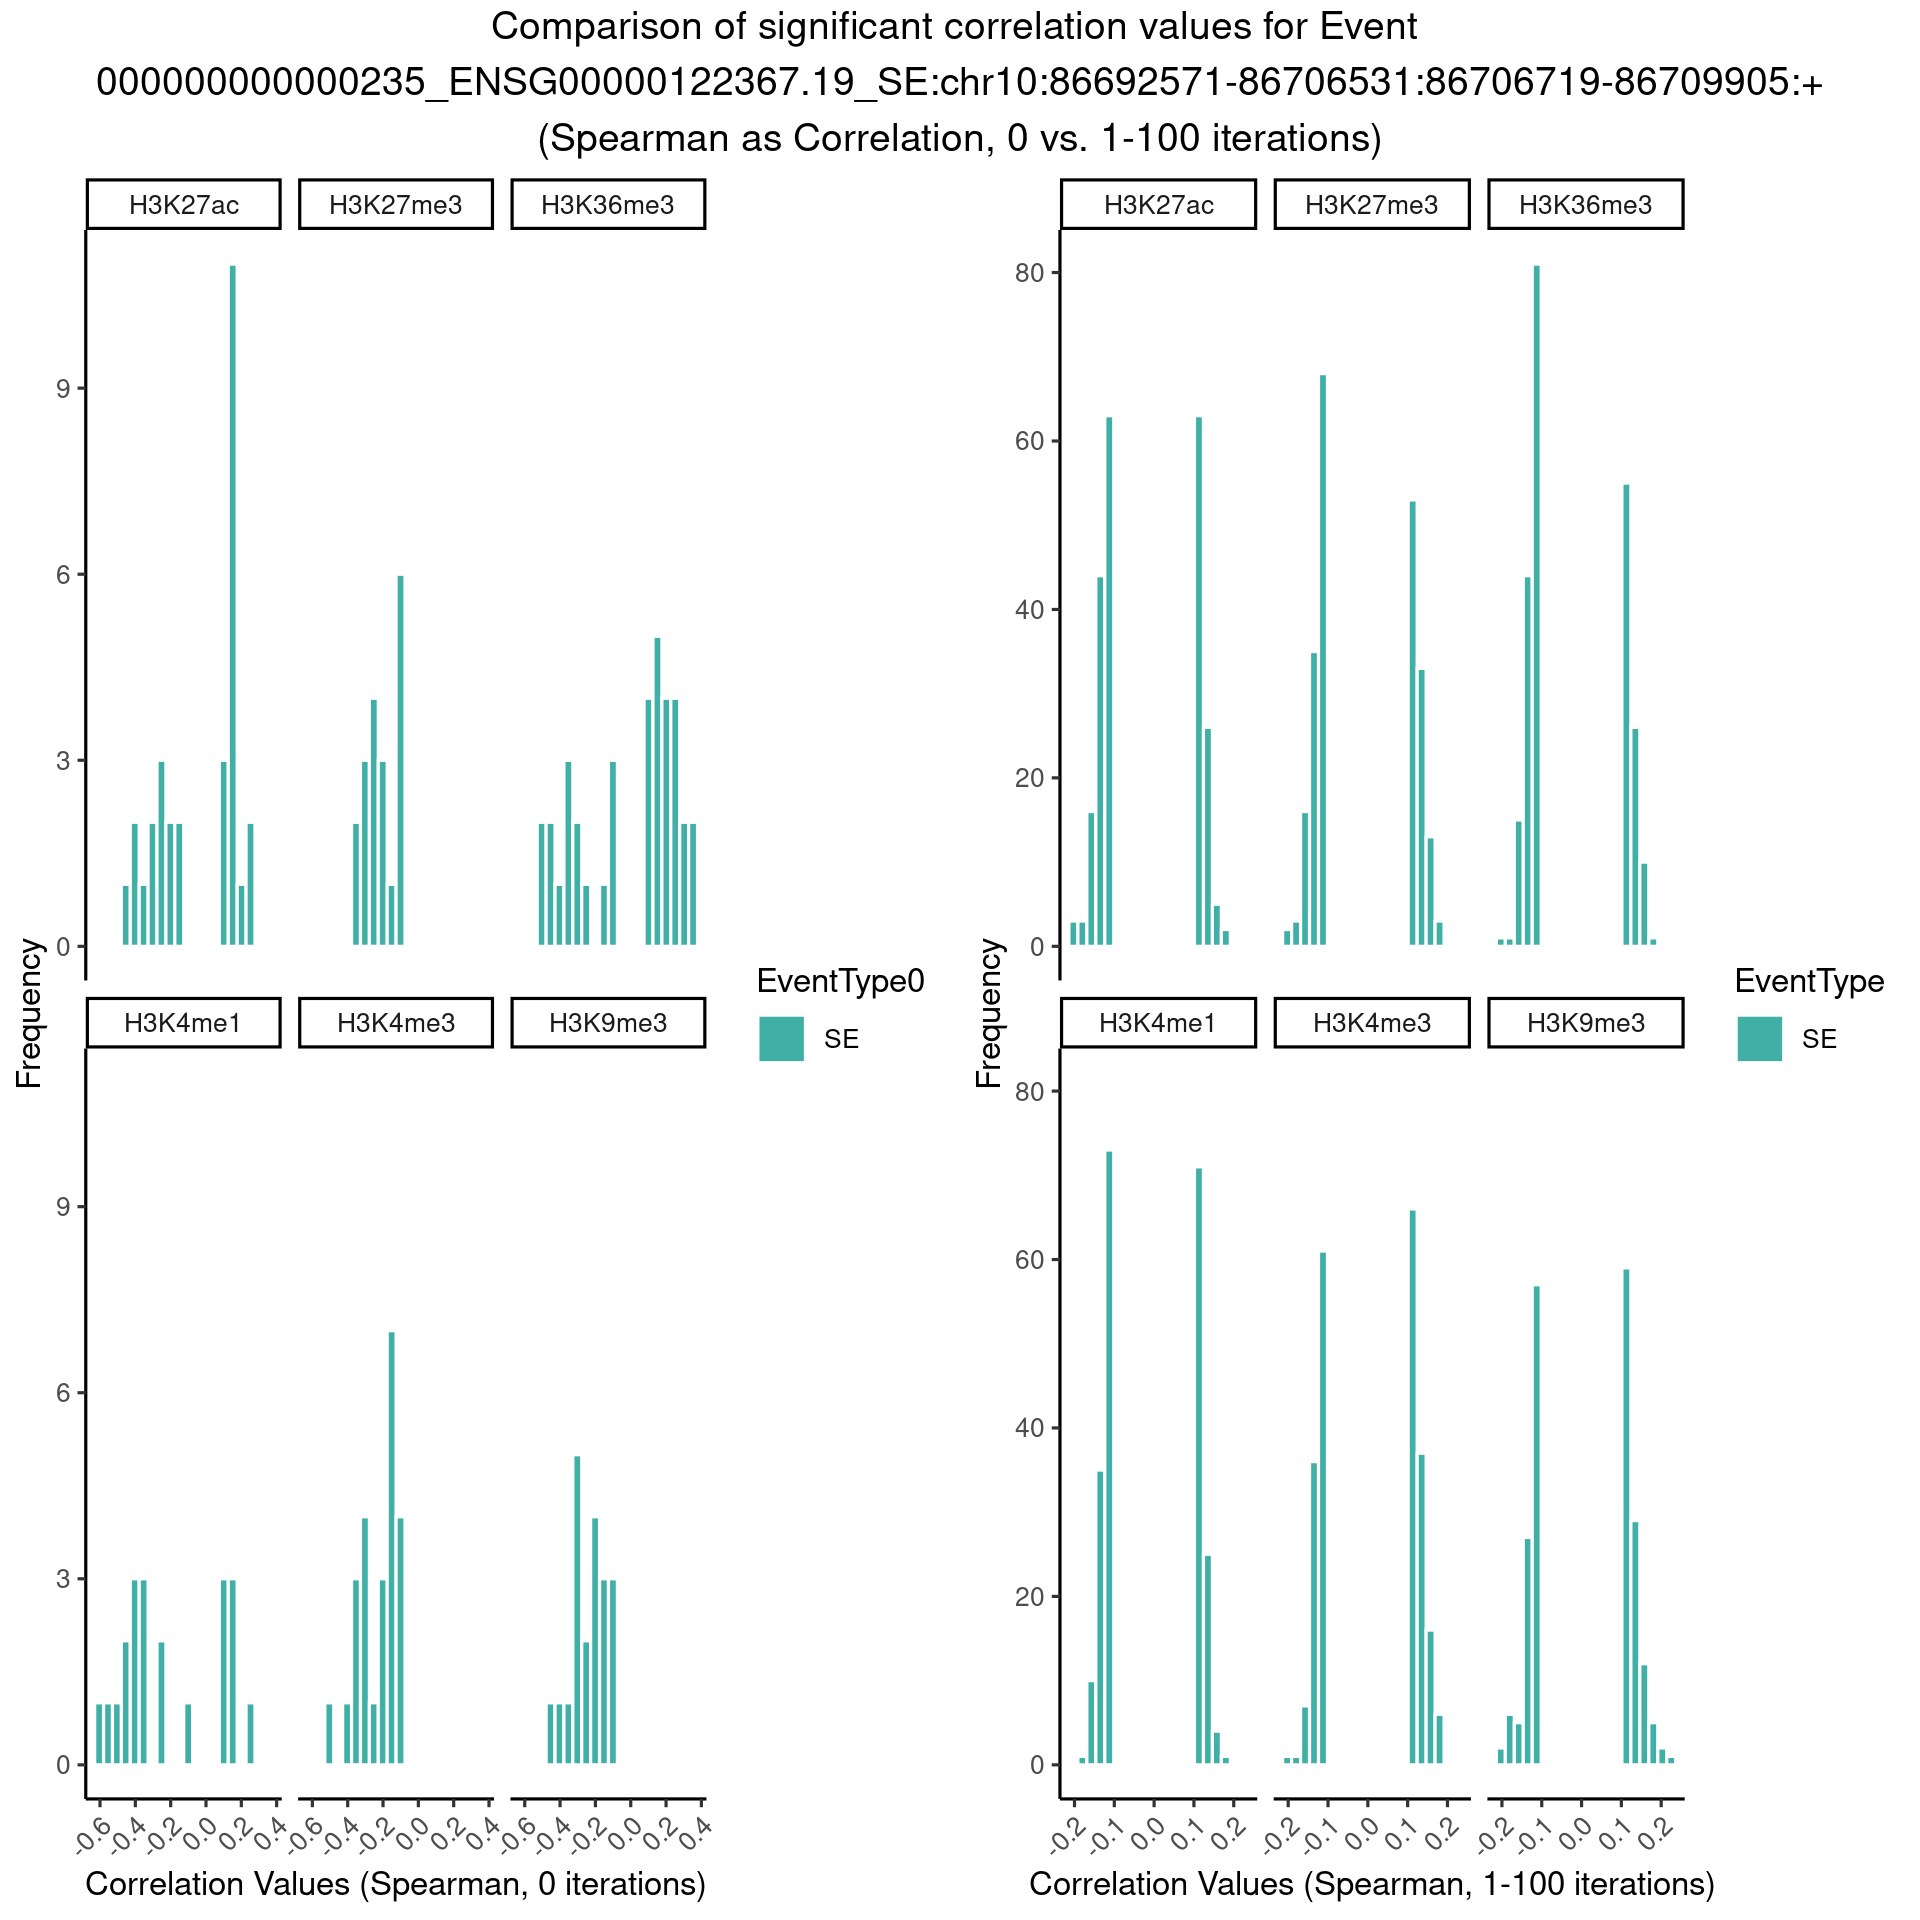 Comparison of significant correlation values for Event
000000000000235_ENSG00000122367.19_SE:chr10:86692571-86706531:86706719-86709905:+
(Spearman as Correlation, 0 vs. 1-100 iterations)
H3K27ac H3K27me3 H3K36me3
9
6
3
0
H3K4me1 H3K4me3 H3K9me3
9
6
3
0
-0.6 -0.4 -0.2 0.0 0.2 0.4 -0.6 -0.4 -0.2 0.0 0.2 0.4 -0.6 -0.4 -0.2 0.0 0.2 0.4
Frequency
Correlation Values (Spearman, 0 iterations)
EventType0
SE
H3K27ac H3K27me3 H3K36me3
80
60
40
20
0
H3K4me1 H3K4me3 H3K9me3
80
60
40
20
0
-0.2 -0.1 0.0 0.1 0.2 -0.2 -0.1 0.0 0.1 0.2 -0.2 -0.1 0.0 0.1 0.2
Frequency
Correlation Values (Spearman, 1-100 iterations)
EventType
SE